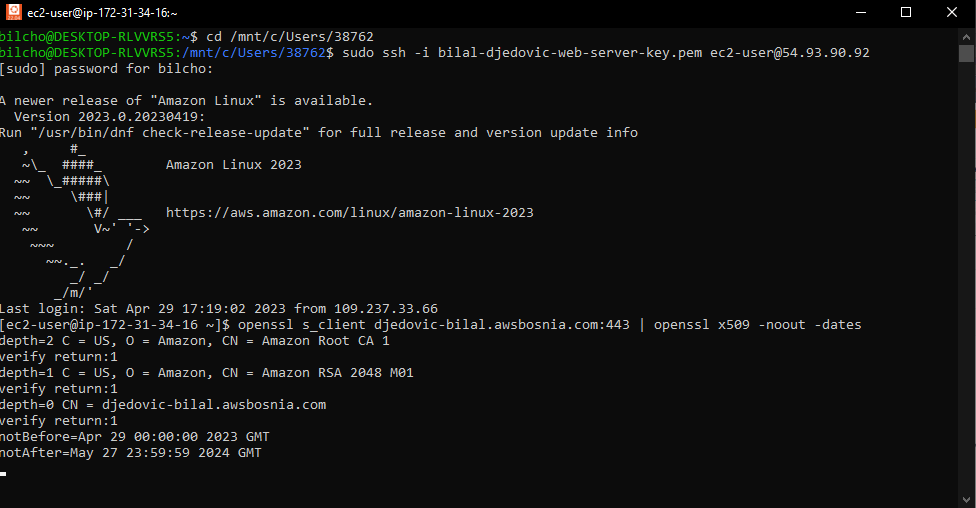 ec2-user@ip-172-31-34-16:~
bilcho@DESKTOP-RLVVRS5:~$ cd /mnt/c/Users/38762
bilcho@DESKTOP-RLVVRS5:/mnt/c/Users/38762$ sudo ssh -i bilal-djedovic-web-server-key.pem ec2-user@54.93.90.92
[sudo] password for bilcho:
A newer release of "Amazon Linux" is available.
  Version 2023.0.20230419:
Run "/usr/bin/dnf check-release-update" for full release and version update info
   ,     #_
   ~\_  ####_        Amazon Linux 2023
  ~~  \_#####\
  ~~     \###|
  ~~       \#/ ___   https://aws.amazon.com/linux/amazon-linux-2023
   ~~       V~' '->
    ~~~         /
      ~~._.   _/
         _/ _/
       _/m/'
Last login: Sat Apr 29 17:19:02 2023 from 109.237.33.66
[ec2-user@ip-172-31-34-16 ~]$ openssl s_client djedovic-bilal.awsbosnia.com:443 | openssl x509 -noout -dates
depth=2 C = US, O = Amazon, CN = Amazon Root CA 1
verify return:1
depth=1 C = US, O = Amazon, CN = Amazon RSA 2048 M01
verify return:1
depth=0 CN = djedovic-bilal.awsbosnia.com
verify return:1
notBefore=Apr 29 00:00:00 2023 GMT
notAfter=May 27 23:59:59 2024 GMT